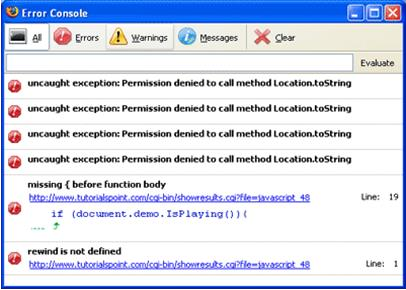 Error Console
All Errors Warnings Messages Clear
Evaluate
uncaught exception: Permission denied to call method Location.toString
uncaught exception: Permission denied to call method Location.toString
uncaught exception: Permission denied to call method Location.toString
uncaught exception: Permission denied to call method Location.toString
missing { before function body
http://www.tutorialspoint.com/cgi-bin/showresults.cgi?file=javascript_48 Line: 19
if (document.demo.IsPlaying()){
rewind is not defined
http://www.tutorialspoint.com/cgi-bin/showresults.cgi?file=javascript_48 Line: 1